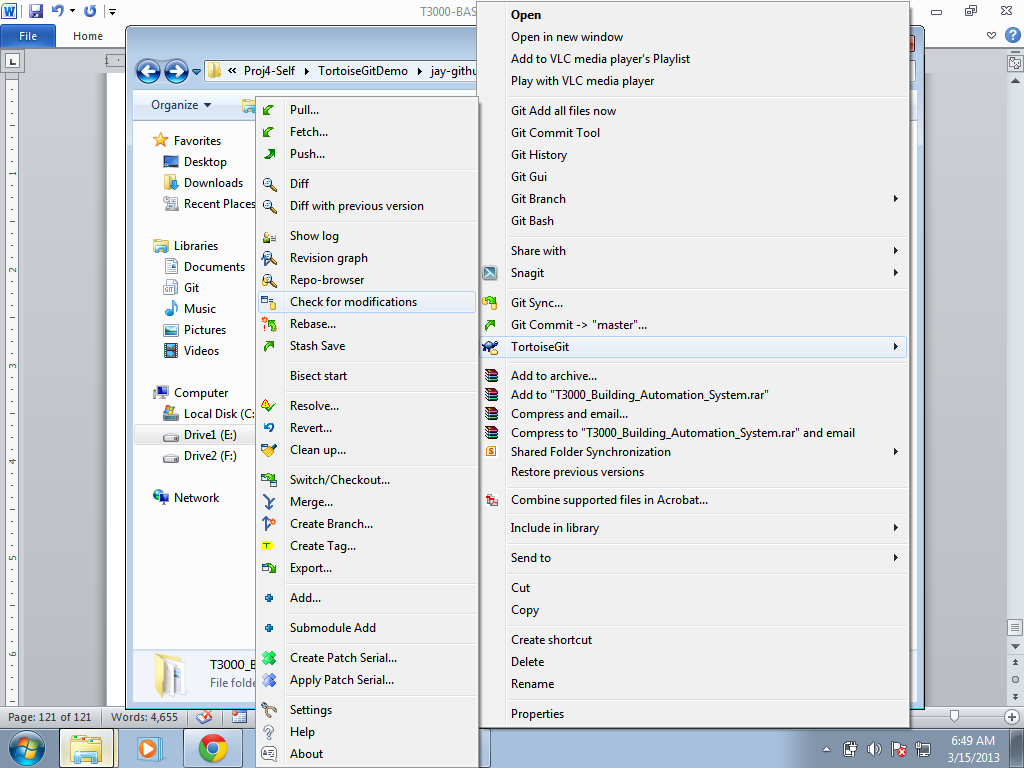 T3000-BAS
File
Home
Proj4-Self
TortoiseGitDemo
jay-githu
Organize
Favorites
Desktop
Downloads
Recent Places
Libraries
Documents
Git
Music
Pictures
Videos
Computer
Local Disk (C:
Drive1 (E:)
Drive2 (F:)
Network
T3000_B
File folde
Pull...
Fetch...
Push...
Diff
Diff with previous version
Show log
Revision graph
Repo-browser
Check for modifications
Rebase...
Stash Save
Bisect start
Resolve...
Revert...
Clean up...
Switch/Checkout...
Merge...
Create Branch...
Create Tag...
Export...
Add...
Submodule Add
Create Patch Serial...
Apply Patch Serial...
Settings
Help
About
Open
Open in new window
Add to VLC media player's Playlist
Play with VLC media player
Git Add all files now
Git Commit Tool
Git History
Git Gui
Git Branch
Git Bash
Share with
Snagit
Git Sync...
Git Commit -> "master"...
TortoiseGit
Add to archive...
Add to "T3000_Building_Automation_System.rar"
Compress and email...
Compress to "T3000_Building_Automation_System.rar" and email
Shared Folder Synchronization
Restore previous versions
Combine supported files in Acrobat...
Include in library
Send to
Cut
Copy
Create shortcut
Delete
Rename
Properties
Page: 121 of 121
Words: 4,655
6:49 AM
3/15/2013